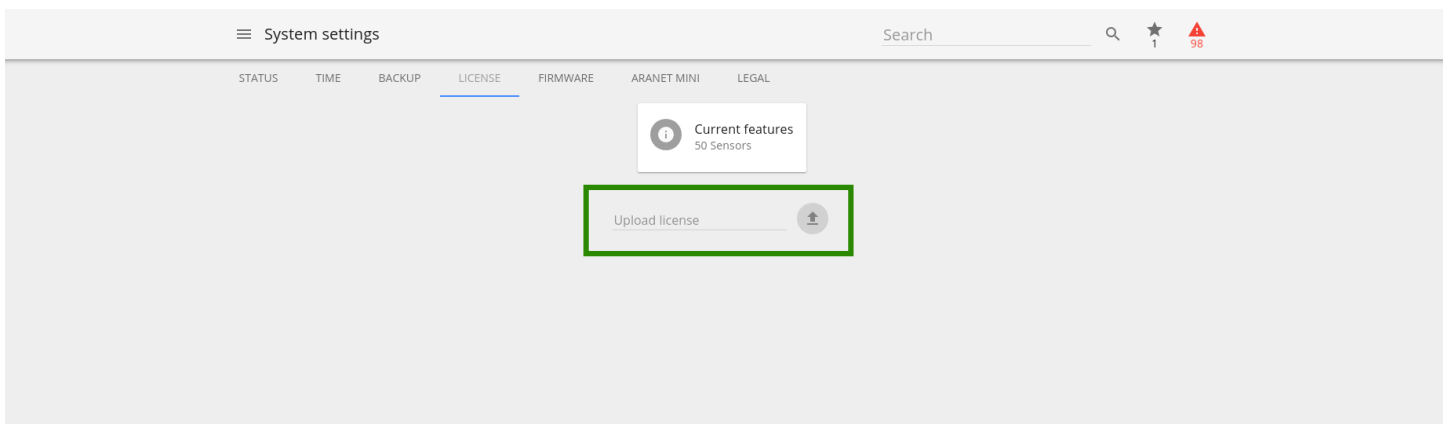 System settings
Search
1
98
STATUS TIME BACKUP LICENSE FIRMWARE ARANET MINI LEGAL
Current features
50 Sensors
Upload license